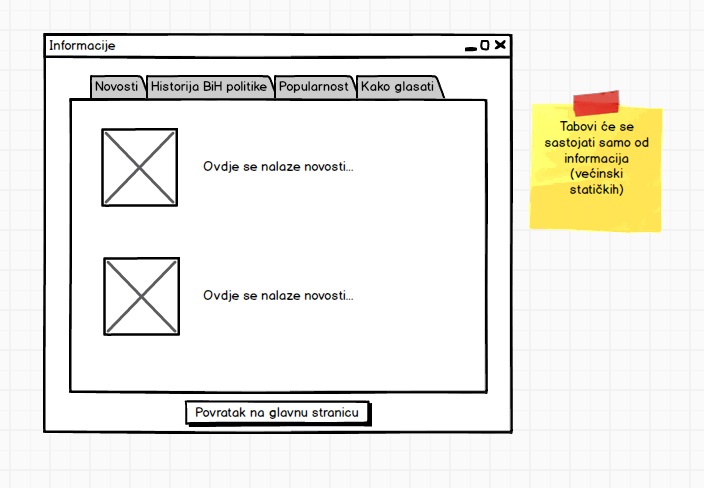 Informacije
Novosti Historija BiH politike Popularnost Kako glasati
Ovdje se nalaze novosti...
Ovdje se nalaze novosti...
Povratak na glavnu stranicu
Tabovi će se
sastojati samo od
informacija
(većinski
statičkih)